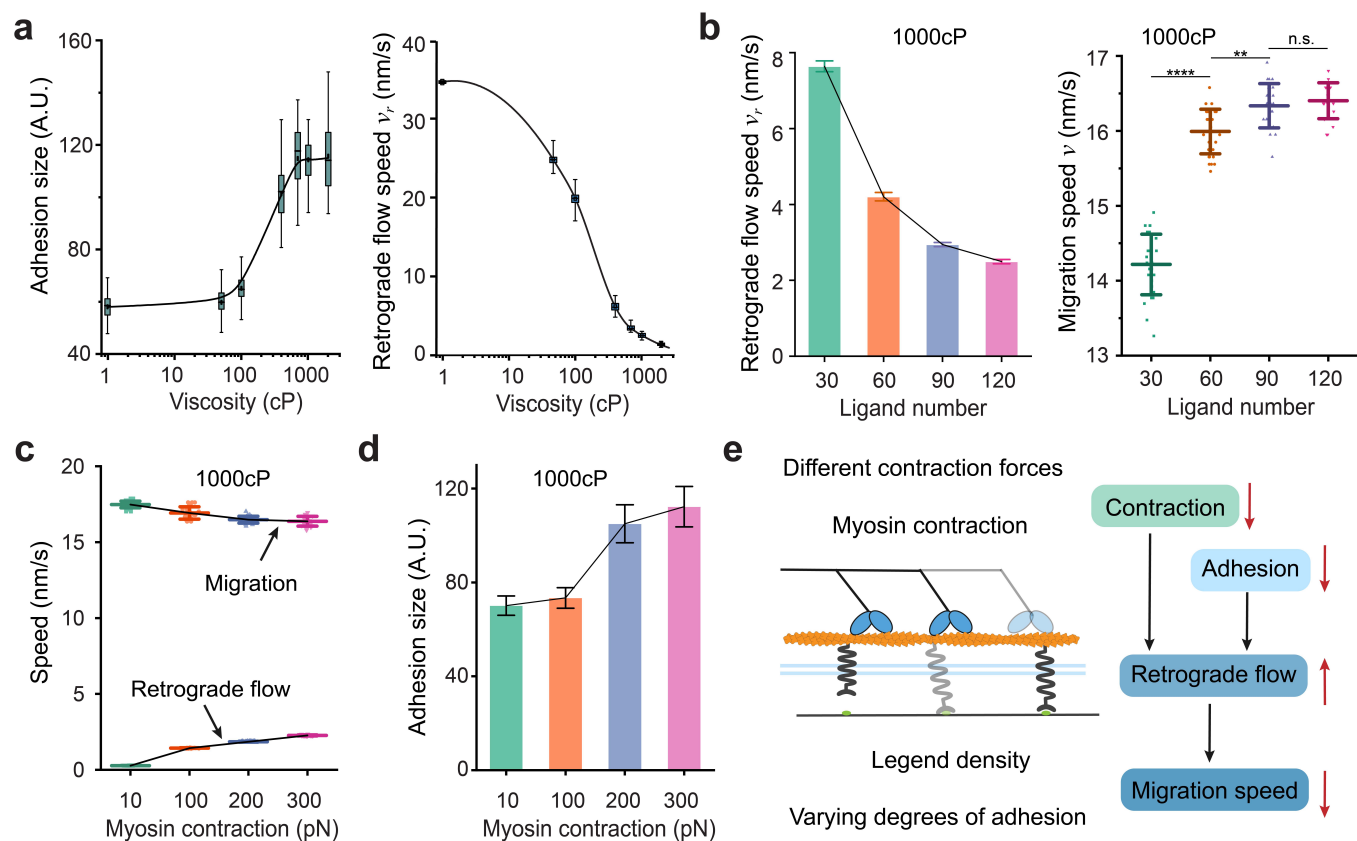 a
160
120
80
40
Adhesion size (A.U.)
1
10
100
1000
Viscosity (cP)
40
30
20
10
0
Retrograde flow speed vᵣ (nm/s)
1
10
100
1000
Viscosity (cP)
b
1000cP
8
6
4
2
0
Retrograde flow speed vᵣ (nm/s)
30
60
90
120
Ligand number
1000cP
****
**
n.s.
17
16
15
14
13
Migration speed v (nm/s)
30
60
90
120
Ligand number
c
1000cP
20
15
10
5
0
Speed (nm/s)
Migration
Retrograde flow
10
100
200
300
Myosin contraction (pN)
d
1000cP
120
80
40
0
Adhesion size (A.U.)
10
100
200
300
Myosin contraction (pN)
e
Different contraction forces
Myosin contraction
Legend density
Varying degrees of adhesion
Contraction
Adhesion
Retrograde flow
Migration speed